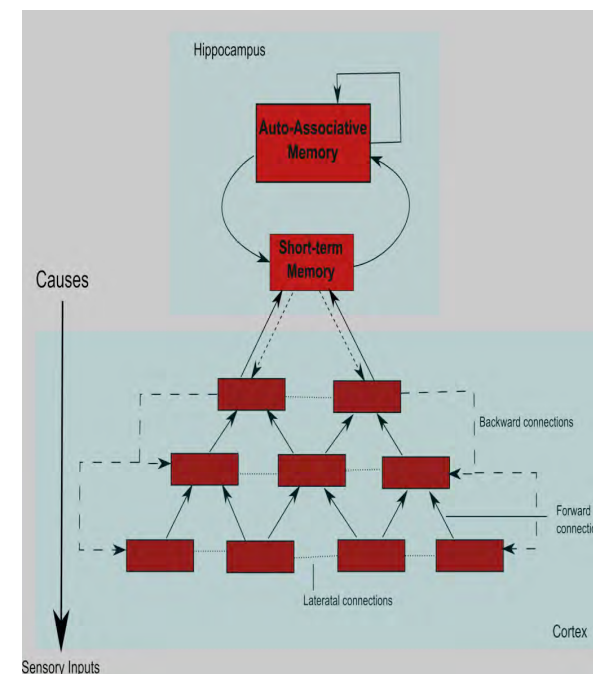 Hippocampus
Auto-Associative
Memory
Short-term
Memory
Causes
Backward connections
Forward
connectio
Lateratal connections
Cortex
Sensory Inputs